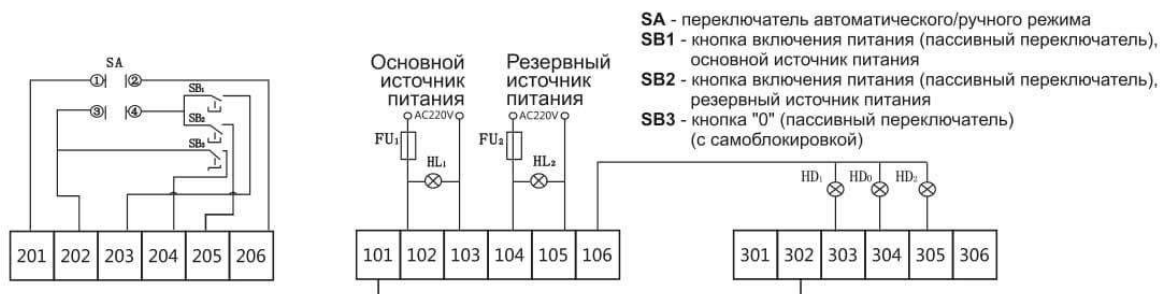 SA - переключатель автоматического/ручного режима
SB1 - кнопка включения питания (пассивный переключатель),
основной источник питания
SB2 - кнопка включения питания (пассивный переключатель),
резервный источник питания
SB3 - кнопка "0" (пассивный переключатель)
(с самоблокировкой)
SA
① ②
③ ④
SB₁
SB₂
SB₃
201 202 203 204 205 206
Основной
источник
питания
AC220V
FU₁
HL₁
Резервный
источник
питания
AC220V
FU₂
HL₂
101 102 103 104 105 106
HD₁ HD₀ HD₂
301 302 303 304 305 306